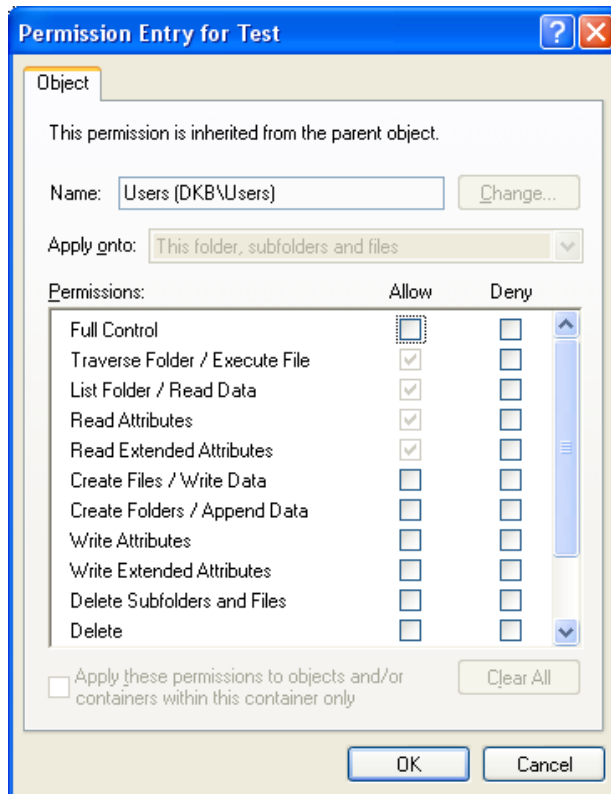 Permission Entry for Test
Object
This permission is inherited from the parent object.
Name: Users (DKB\Users) Change...
Apply onto: This folder, subfolders and files
Permissions: Allow Deny
Full Control
Traverse Folder / Execute File
List Folder / Read Data
Read Attributes
Read Extended Attributes
Create Files / Write Data
Create Folders / Append Data
Write Attributes
Write Extended Attributes
Delete Subfolders and Files
Delete
Apply these permissions to objects and/or
containers within this container only
Clear All
OK Cancel